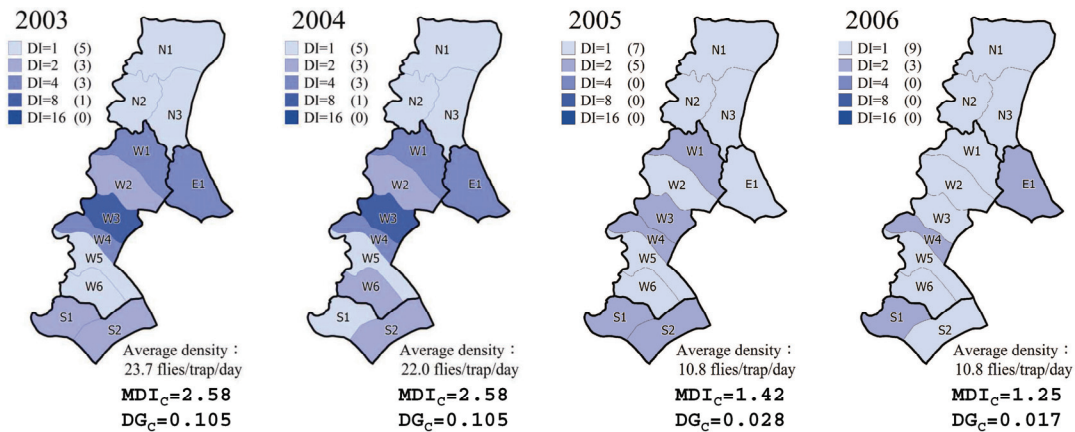 2003
DI=1 (5)
DI=2 (3)
DI=4 (3)
DI=8 (1)
DI=16 (0)
N1
N2
N3
W1
W2
E1
W3
W4
W5
W6
S1
S2
Average density :
23.7 flies/trap/day
MDIC=2.58
DGC=0.105
2004
DI=1 (5)
DI=2 (3)
DI=4 (3)
DI=8 (1)
DI=16 (0)
N1
N2
N3
W1
W2
E1
W3
W4
W5
W6
S1
S2
Average density :
22.0 flies/trap/day
MDIC=2.58
DGC=0.105
2005
DI=1 (7)
DI=2 (5)
DI=4 (0)
DI=8 (0)
DI=16 (0)
N1
N2
N3
W1
W2
E1
W3
W4
W5
W6
S1
S2
Average density :
10.8 flies/trap/day
MDIC=1.42
DGC=0.028
2006
DI=1 (9)
DI=2 (3)
DI=4 (0)
DI=8 (0)
DI=16 (0)
N1
N2
N3
W1
W2
E1
W3
W4
W5
W6
S1
S2
Average density :
10.8 flies/trap/day
MDIC=1.25
DGC=0.017